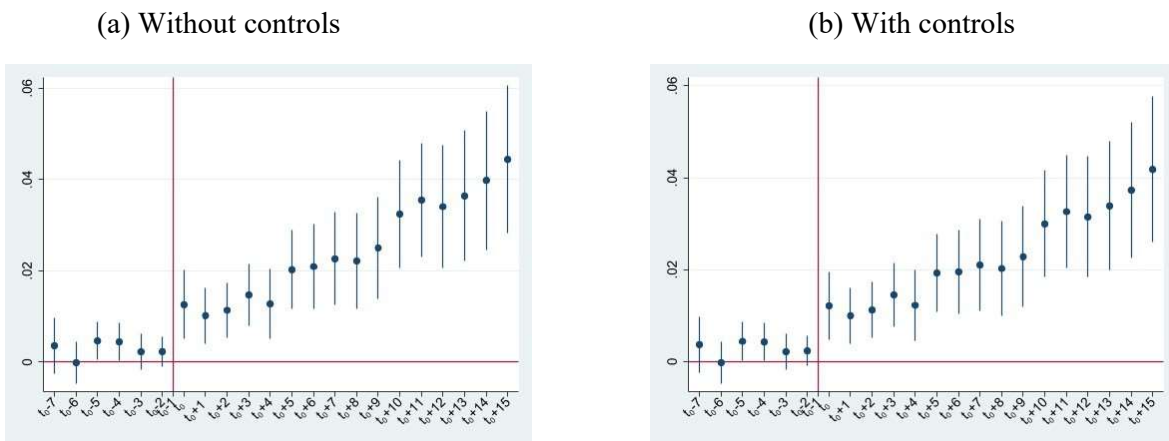 (a) Without controls
(b) With controls
.06
.04
.02
0
t₀-7
t₀-6
t₀-5
t₀-4
t₀-3
t₀-2
t₀-1
t₀
t₀+1
t₀+2
t₀+3
t₀+4
t₀+5
t₀+6
t₀+7
t₀+8
t₀+9
t₀+10
t₀+11
t₀+12
t₀+13
t₀+14
t₀+15
.06
.04
.02
0
t₀-7
t₀-6
t₀-5
t₀-4
t₀-3
t₀-2
t₀-1
t₀
t₀+1
t₀+2
t₀+3
t₀+4
t₀+5
t₀+6
t₀+7
t₀+8
t₀+9
t₀+10
t₀+11
t₀+12
t₀+13
t₀+14
t₀+15